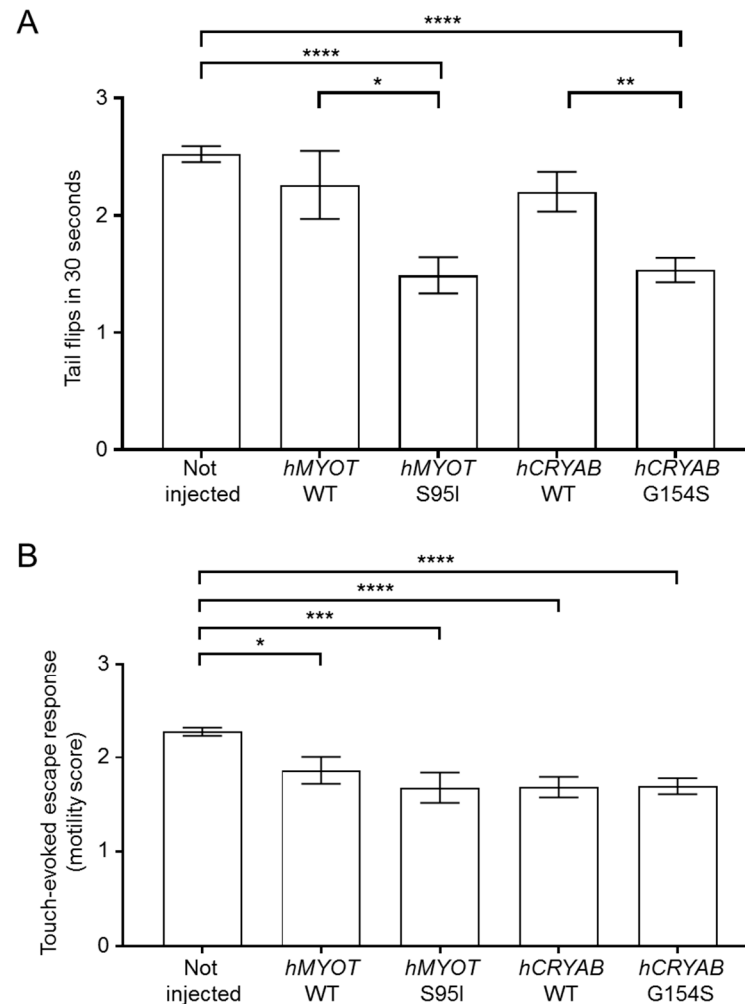 A
****
****
*
**
3
2
1
0
Tail flips in 30 seconds
Not injected
hMYOT WT
hMYOT S95I
hCRYAB WT
hCRYAB G154S
B
****
****
***
*
3
2
1
0
Touch-evoked escape response
(motility score)
Not injected
hMYOT WT
hMYOT S95I
hCRYAB WT
hCRYAB G154S